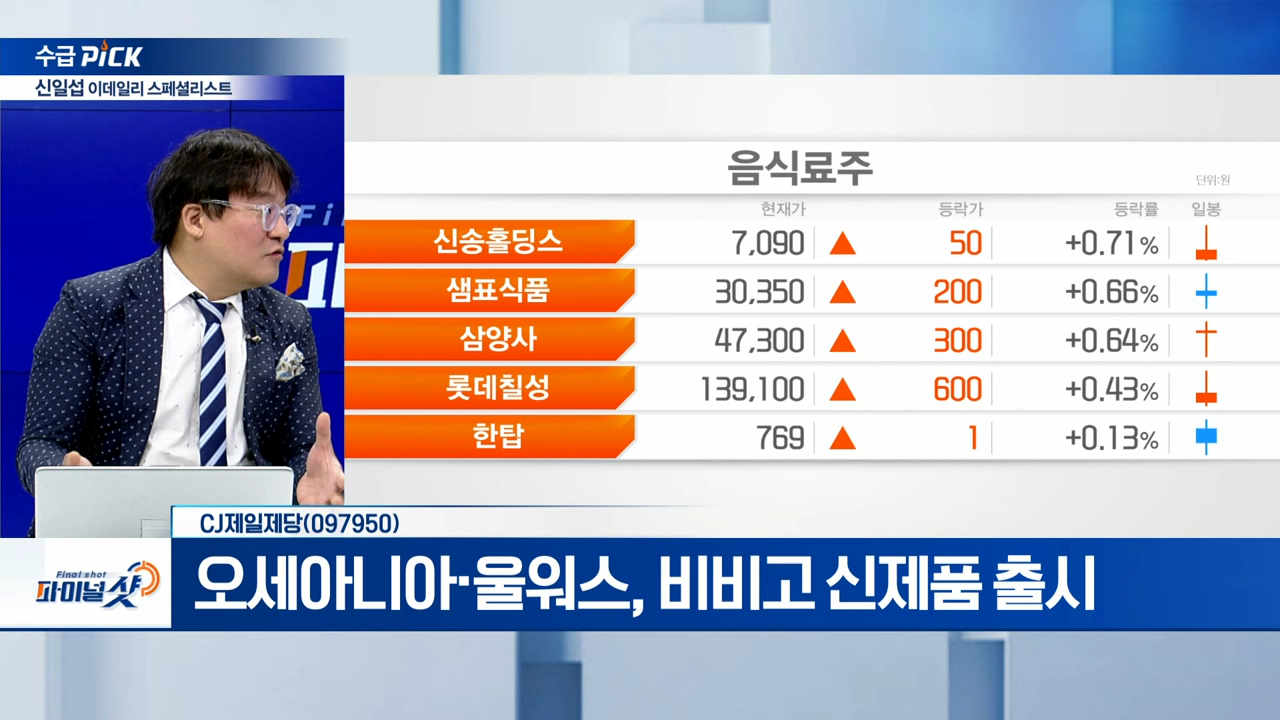 수급 PiCK
신일섭 이데일리 스페셜리스트
Fi
음식료주
단위:원
현재가 등락가 등락률 일봉
신송홀딩스 7,090 ▲ 50 +0.71%
샘표식품 30,350 ▲ 200 +0.66%
삼양사 47,300 ▲ 300 +0.64%
롯데칠성 139,100 ▲ 600 +0.43%
한탑 769 ▲ 1 +0.13%
CJ제일제당(097950)
Final shot
파이널샷
오세아니아·울워스, 비비고 신제품 출시